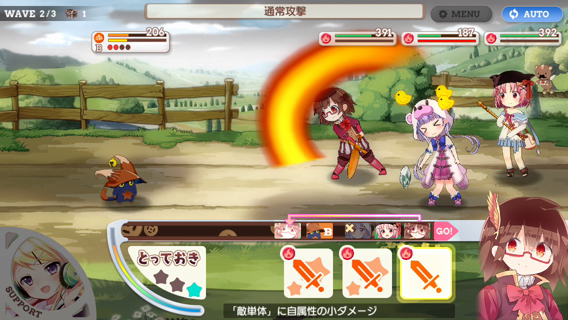 WAVE 2/3 1
通常攻撃
MENU
AUTO
206
B
391
187
392
B
GO!
とっておき
SUPPORT
「敵単体」に自属性の小ダメージ